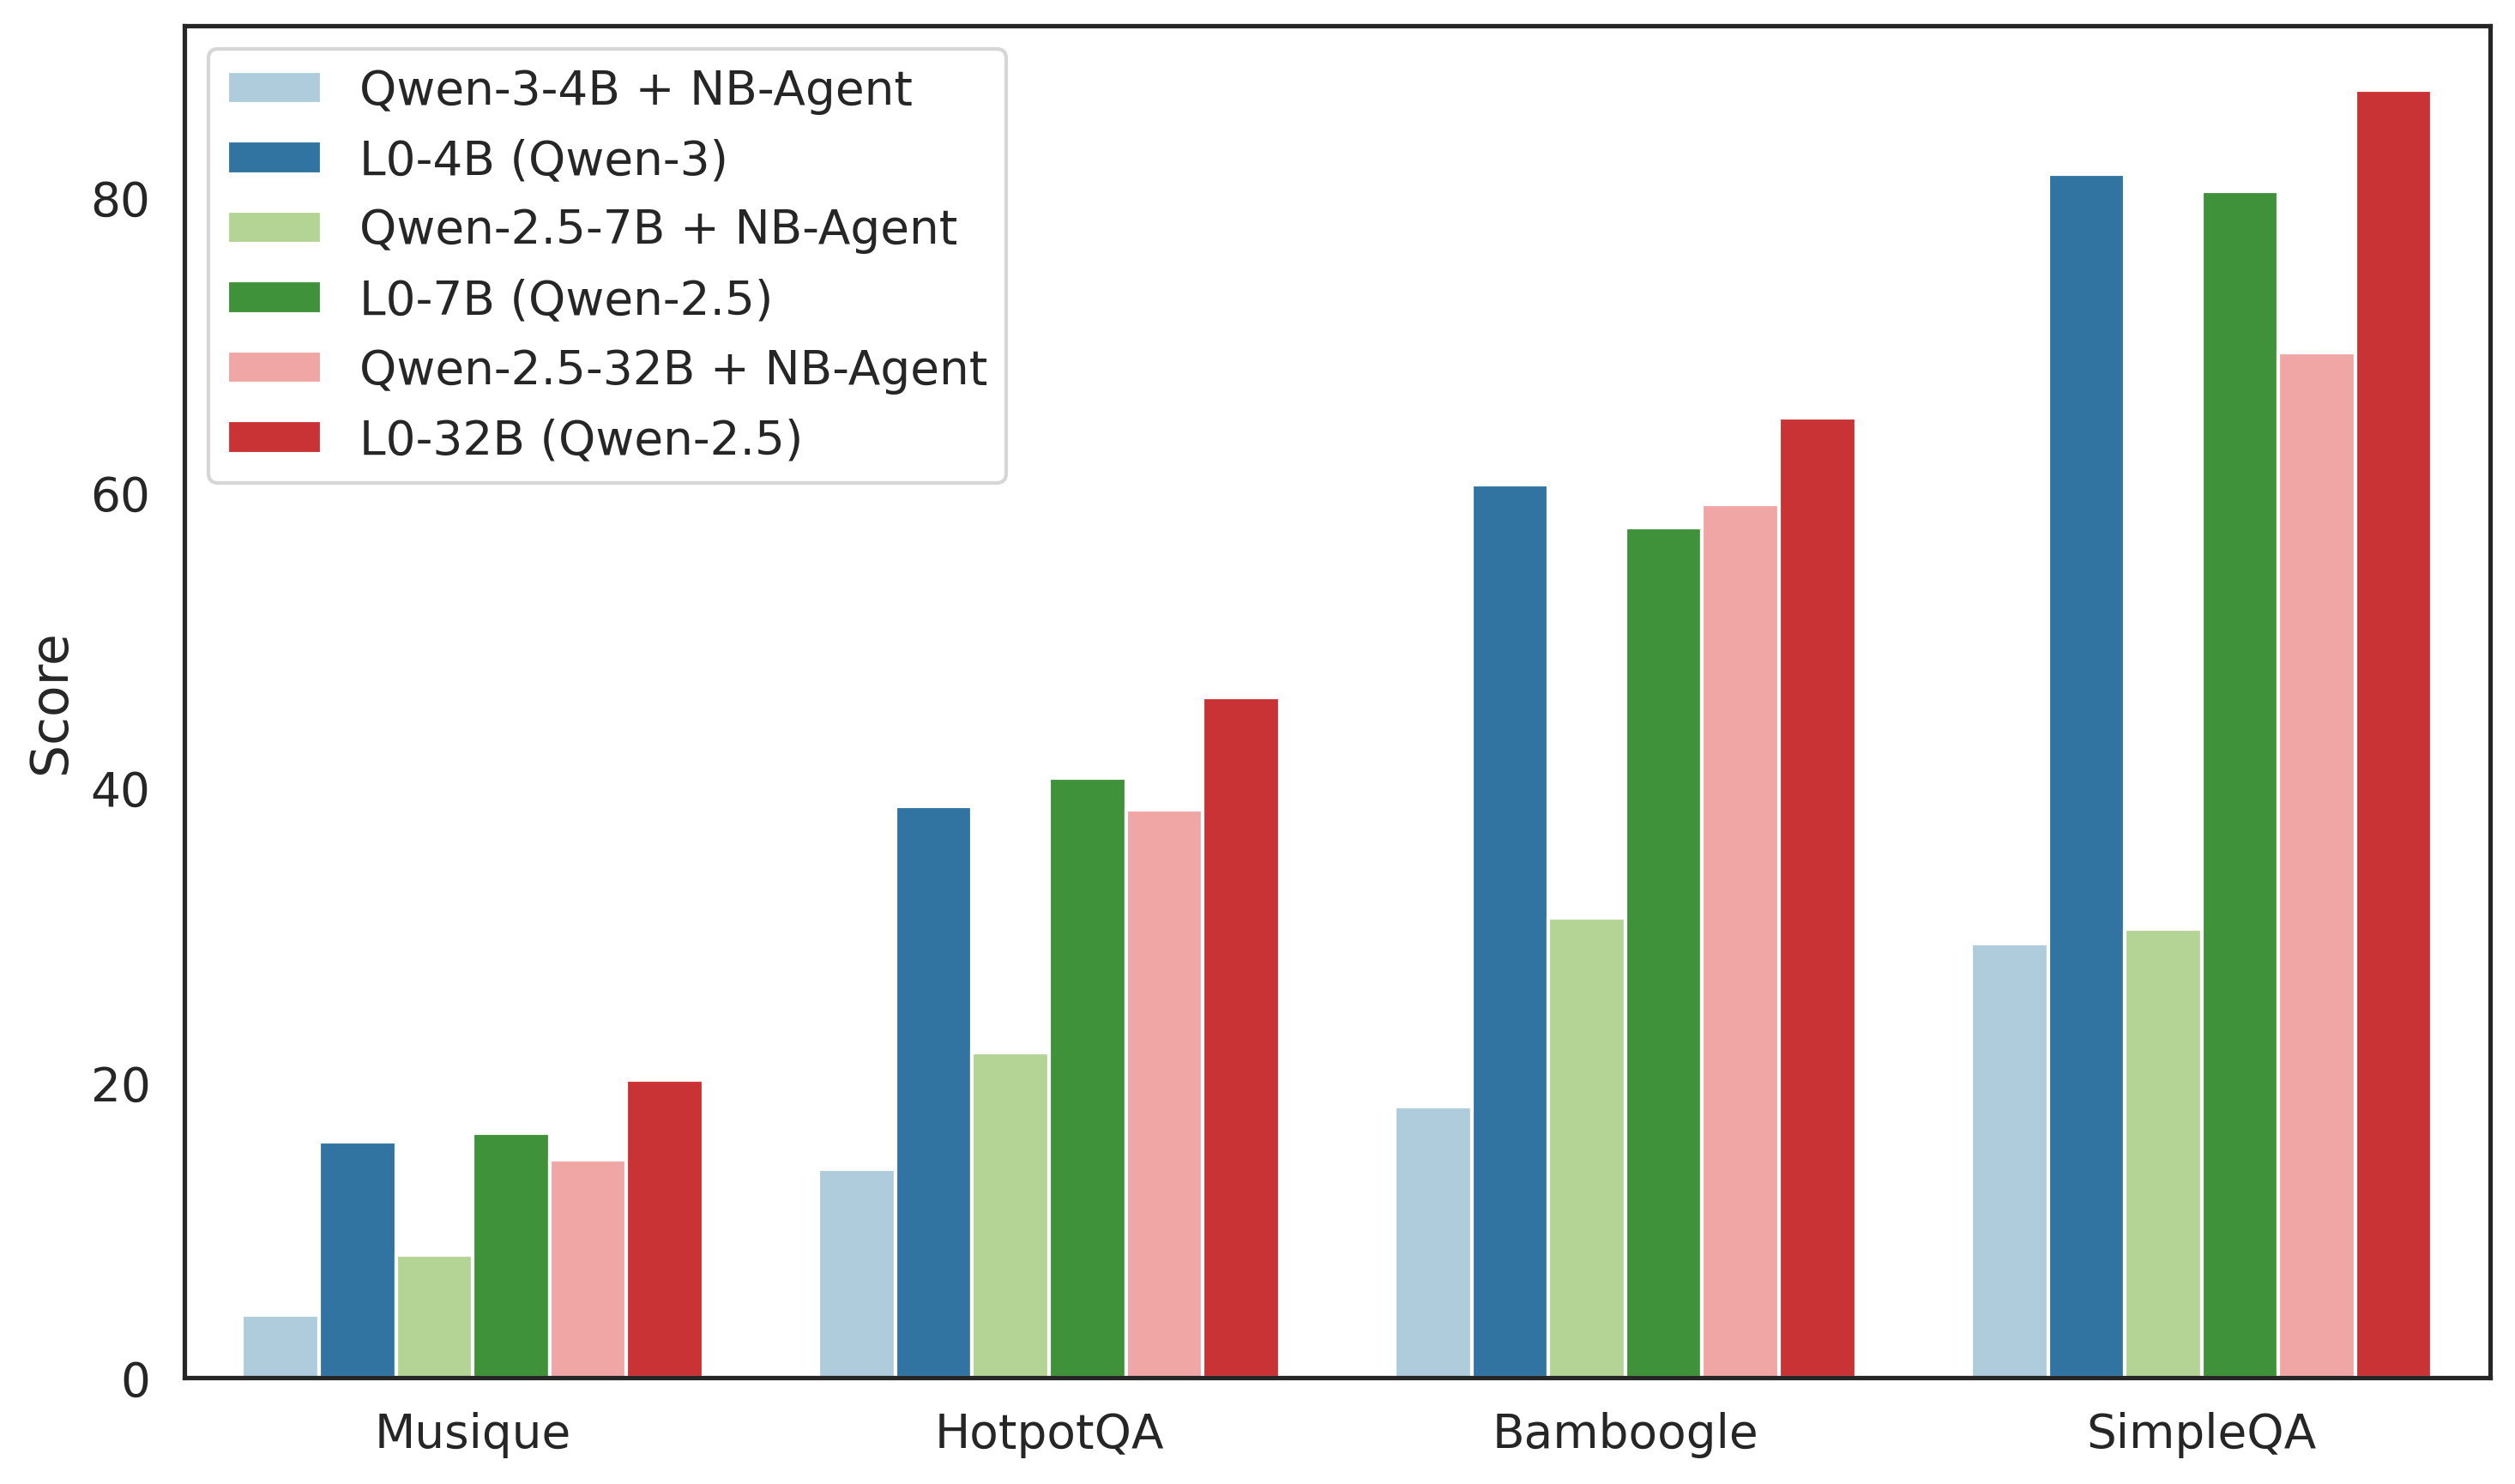 Qwen-3-4B + NB-Agent
L0-4B (Qwen-3)
Qwen-2.5-7B + NB-Agent
L0-7B (Qwen-2.5)
Qwen-2.5-32B + NB-Agent
L0-32B (Qwen-2.5)
80
60
40
20
0
Score
Musique
HotpotQA
Bamboogle
SimpleQA